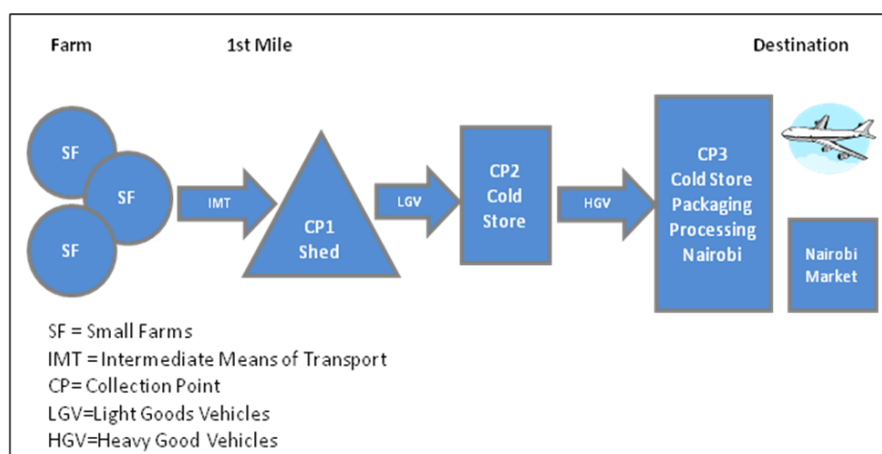 Farm
1st Mile
Destination
SF
SF
SF
IMT
CP1
Shed
LGV
CP2
Cold
Store
HGV
CP3
Cold Store
Packaging
Processing
Nairobi
Nairobi
Market
SF = Small Farms
IMT = Intermediate Means of Transport
CP= Collection Point
LGV=Light Goods Vehicles
HGV=Heavy Good Vehicles